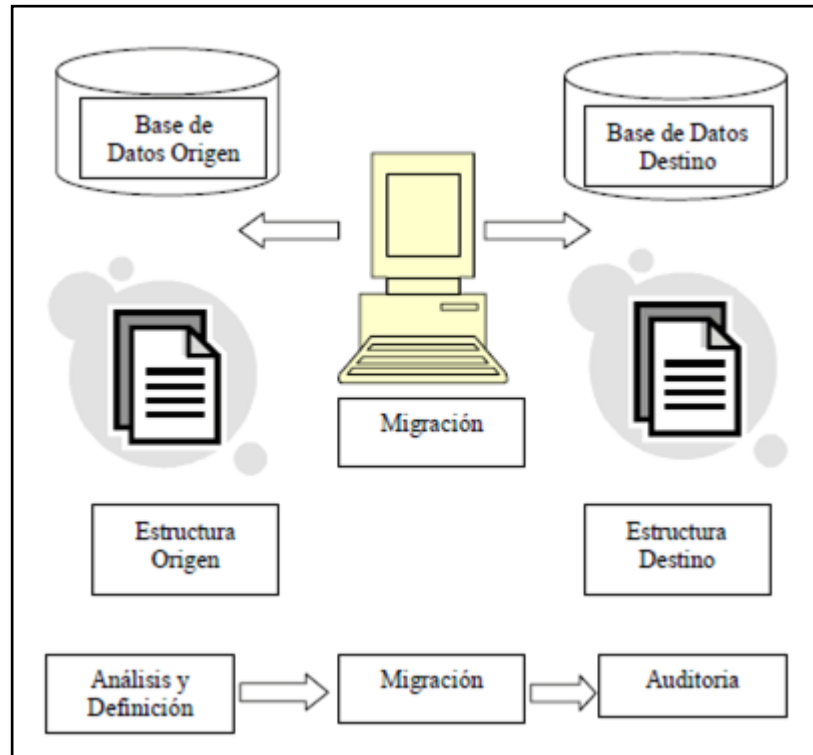 Base de
Datos Origen
Base de Datos
Destino
Migración
Estructura
Origen
Estructura
Destino
Análisis y
Definición
Migración
Auditoria